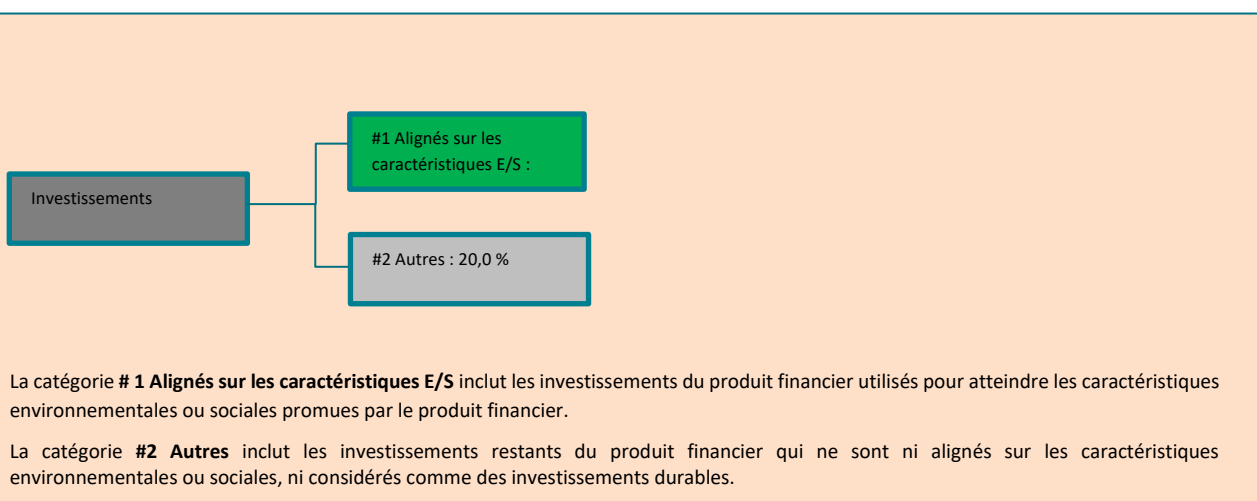 #1 Alignés sur les
caractéristiques E/S :
Investissements
#2 Autres : 20,0 %
La catégorie # 1 Alignés sur les caractéristiques E/S inclut les investissements du produit financier utilisés pour atteindre les caractéristiques
environnementales ou sociales promues par le produit financier.
La catégorie #2 Autres inclut les investissements restants du produit financier qui ne sont ni alignés sur les caractéristiques
environnementales ou sociales, ni considérés comme des investissements durables.